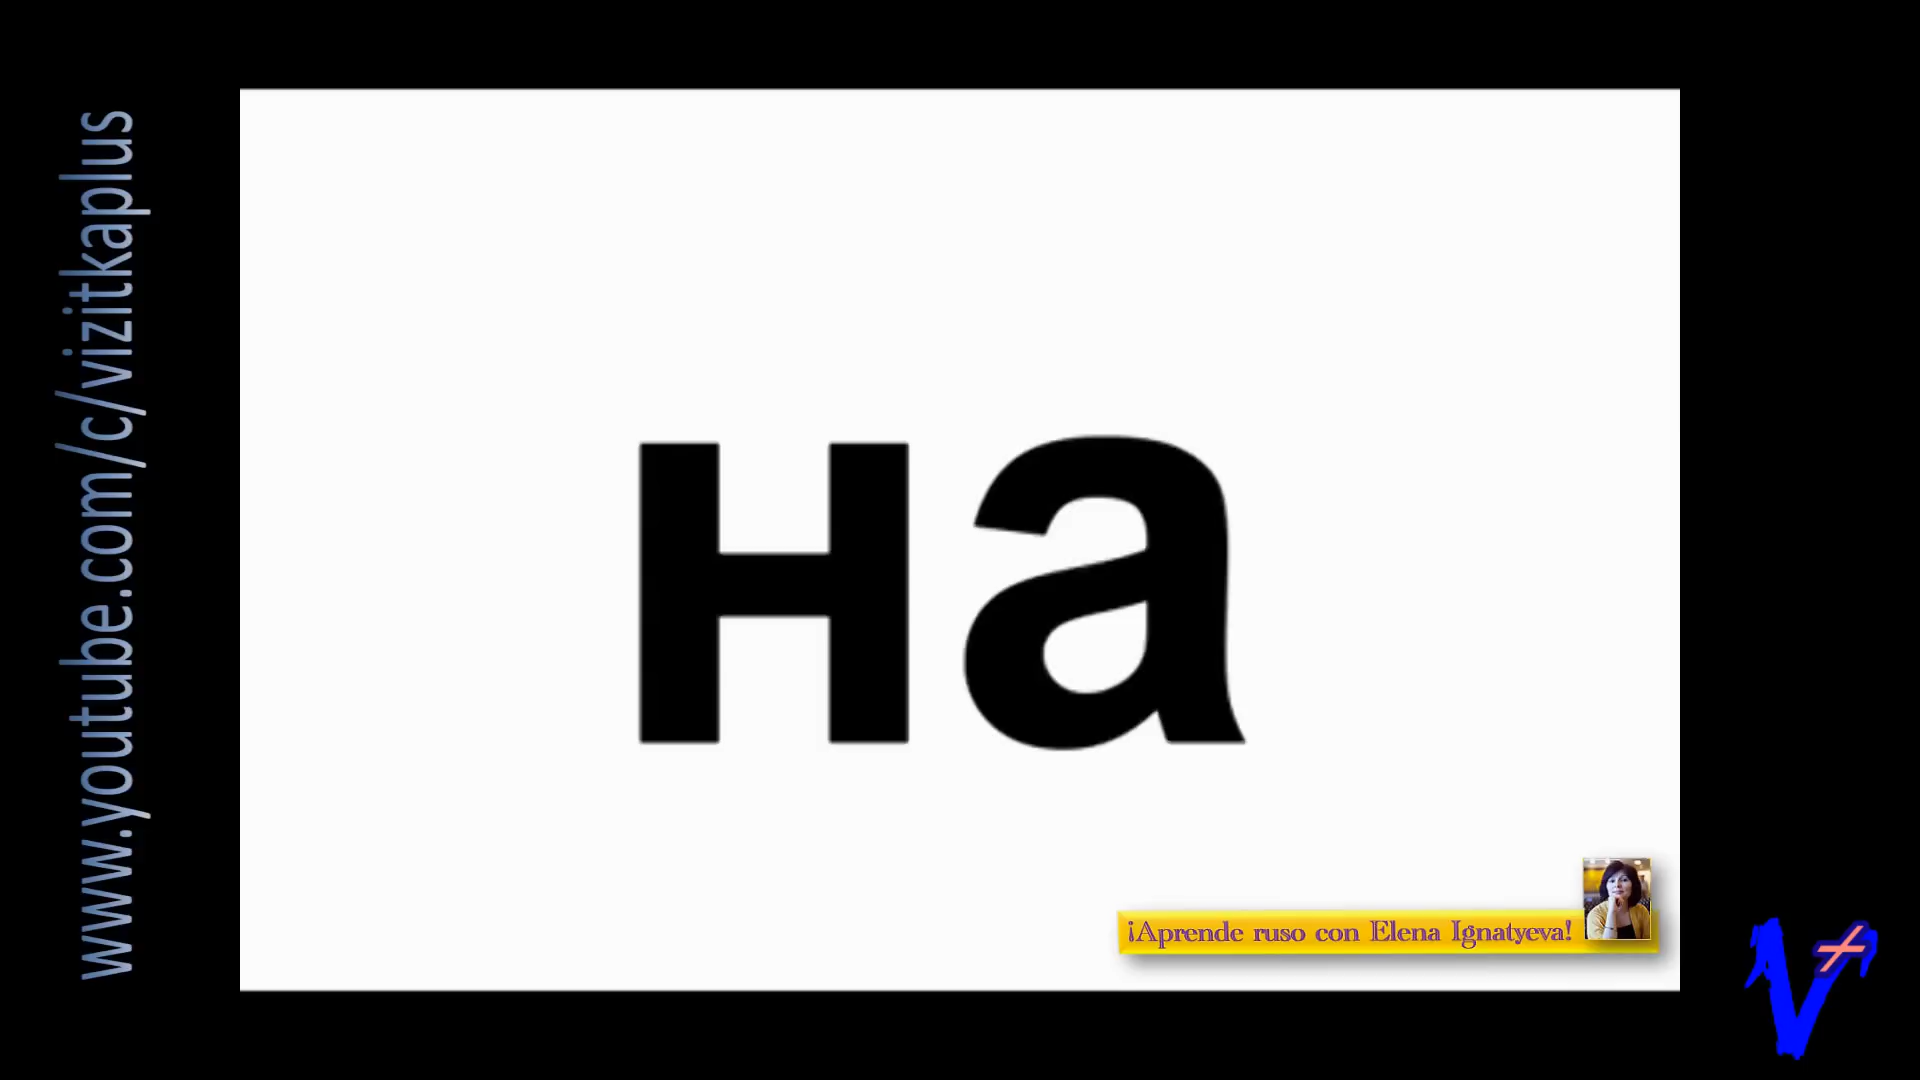 www.youtube.com/c/vizitkaplus
на
¡Aprende ruso con Elena Ignatyeva!
V+